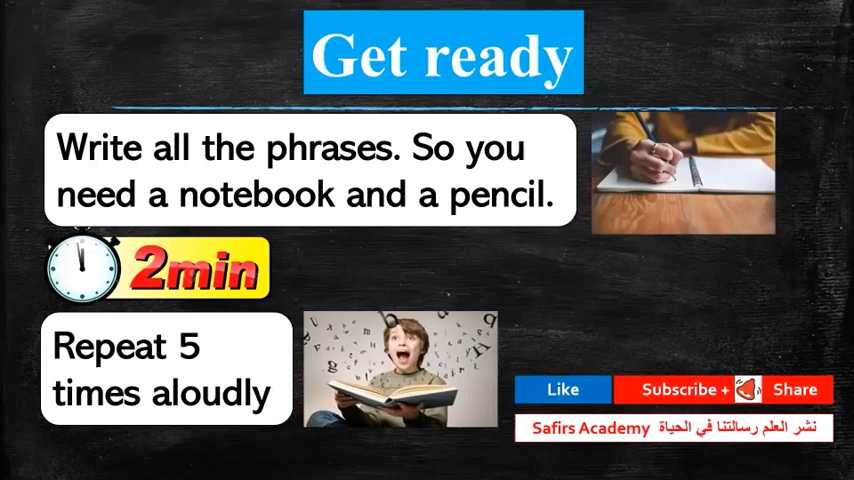 Get ready
Write all the phrases. So you
need a notebook and a pencil.
2min
Repeat 5
times aloudly
Like
Subscribe +
Share
Safirs Academy نشر العلم رسالتنا في الحياة